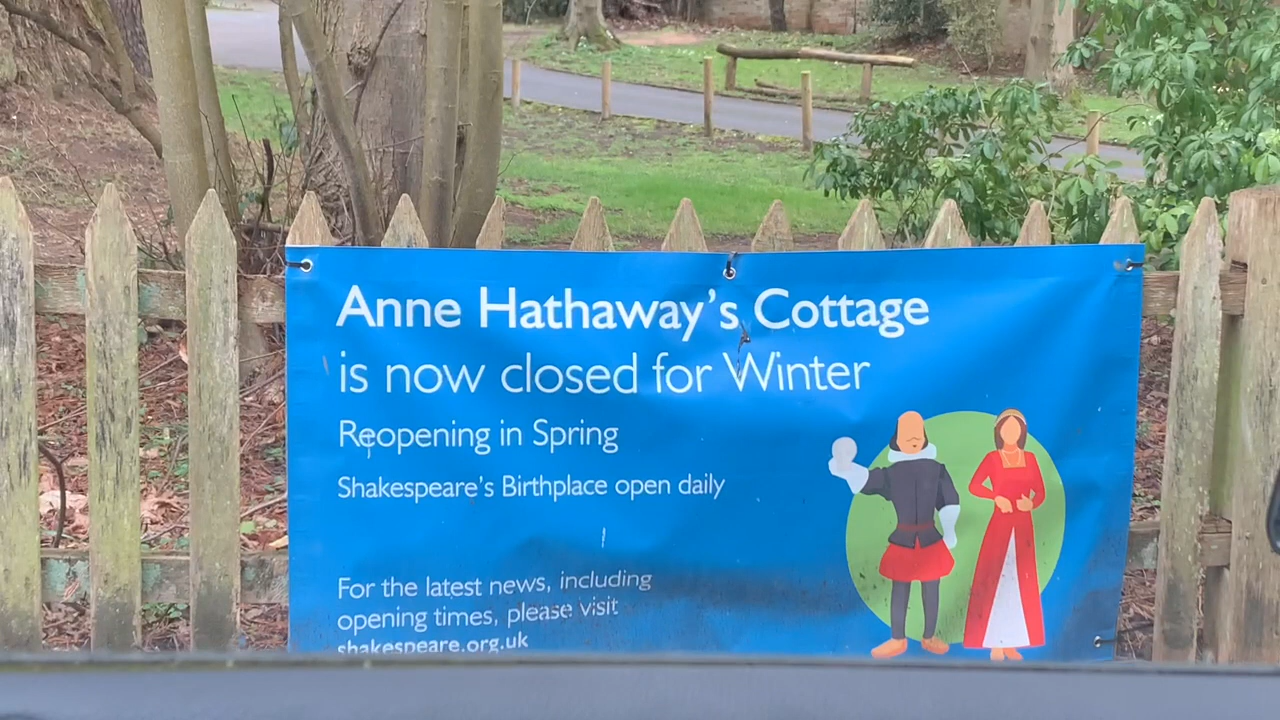 Anne Hathaway's Cottage
is now closed for Winter
Reopening in Spring
Shakespeare's Birthplace open daily
For the latest news, including
opening times, please visit
shakespeare.org.uk